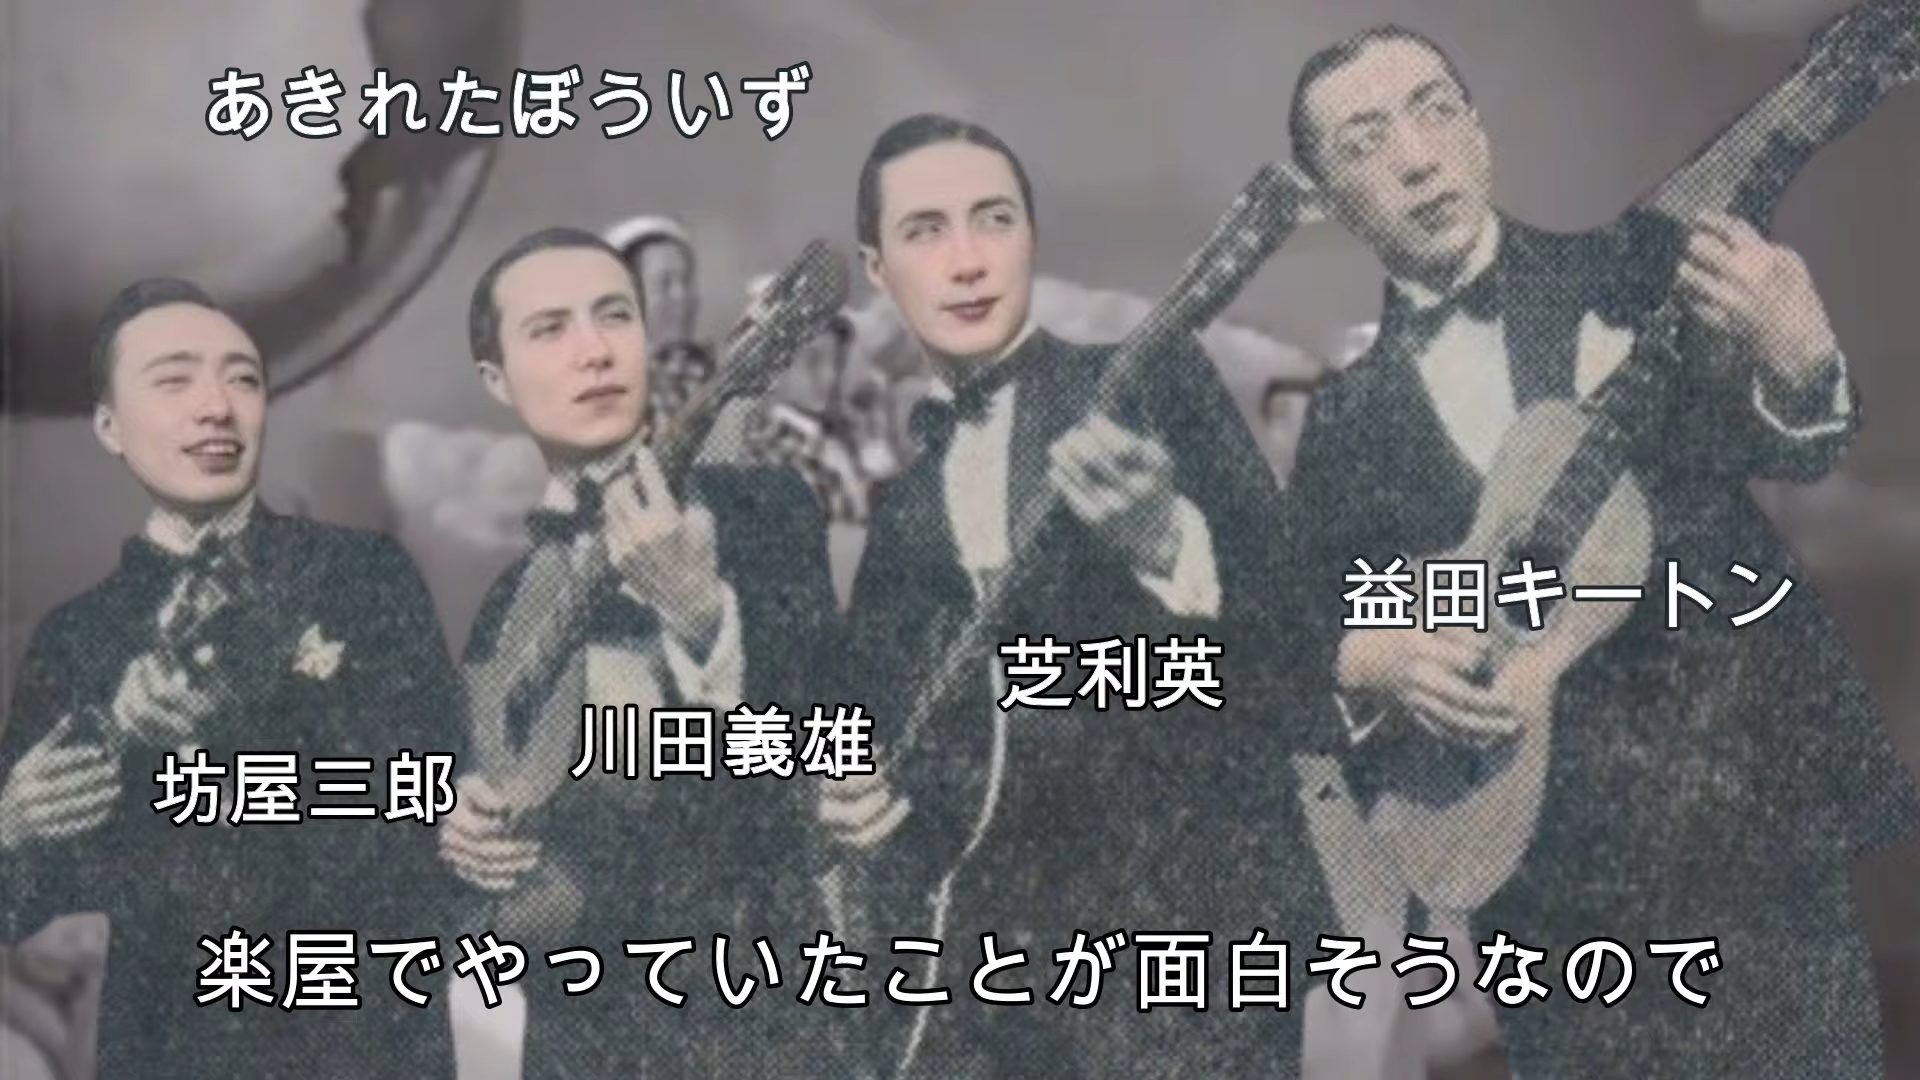 あきれたぼういず
益田キートン
芝利英
川田義雄
坊屋三郎
楽屋でやっていたことが面白そうなので